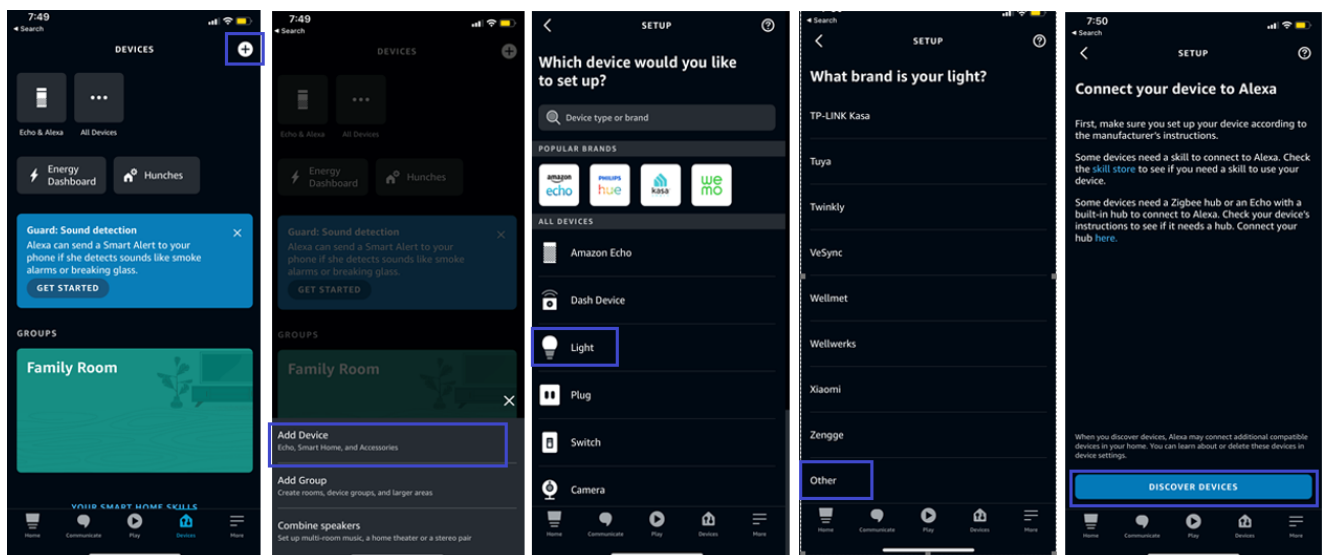 7:49
◄ Search
DEVICES
Echo & Alexa
All Devices
Energy
Dashboard
Hunches
Guard: Sound detection
Alexa can send a Smart Alert to your
phone if she detects sounds like smoke
alarms or breaking glass.
GET STARTED
GROUPS
Family Room
YOUR SMART HOME SKILLS
Home
Communicate
Play
Devices
More
7:49
◄ Search
DEVICES
Echo & Alexa
All Devices
Energy
Dashboard
Hunches
Guard: Sound detection
Alexa can send a Smart Alert to your
phone if she detects sounds like smoke
alarms or breaking glass.
GET STARTED
GROUPS
Family Room
Add Device
Echo, Smart Home, and Accessories
Add Group
Create rooms, device groups, and larger areas
Combine speakers
Set up multi-room music, a home theater or a stereo pair
SETUP
Which device would you like
to set up?
Device type or brand
POPULAR BRANDS
amazon
echo
PHILIPS
hue
kasa
we
mo
ALL DEVICES
Amazon Echo
Dash Device
Light
Plug
Switch
Camera
Home
Communicate
Play
Devices
More
◄ Search
SETUP
What brand is your light?
TP-LINK Kasa
Tuya
Twinkly
VeSync
Wellmet
Wellwerks
Xiaomi
Zengge
Other
Home
Communicate
Play
Devices
More
7:50
◄ Search
SETUP
Connect your device to Alexa
First, make sure you set up your device according to
the manufacturer's instructions.
Some devices need a skill to connect to Alexa. Check
the skill store to see if you need a skill to use your
device.
Some devices need a Zigbee hub or an Echo with a
built-in hub to connect to Alexa. Check your device's
instructions to see if it needs a hub. Connect your
hub here.
When you discover devices, Alexa may connect additional compatible
devices in your home. You can learn about or delete these devices in
device settings.
DISCOVER DEVICES
Home
Communicate
Play
Devices
More